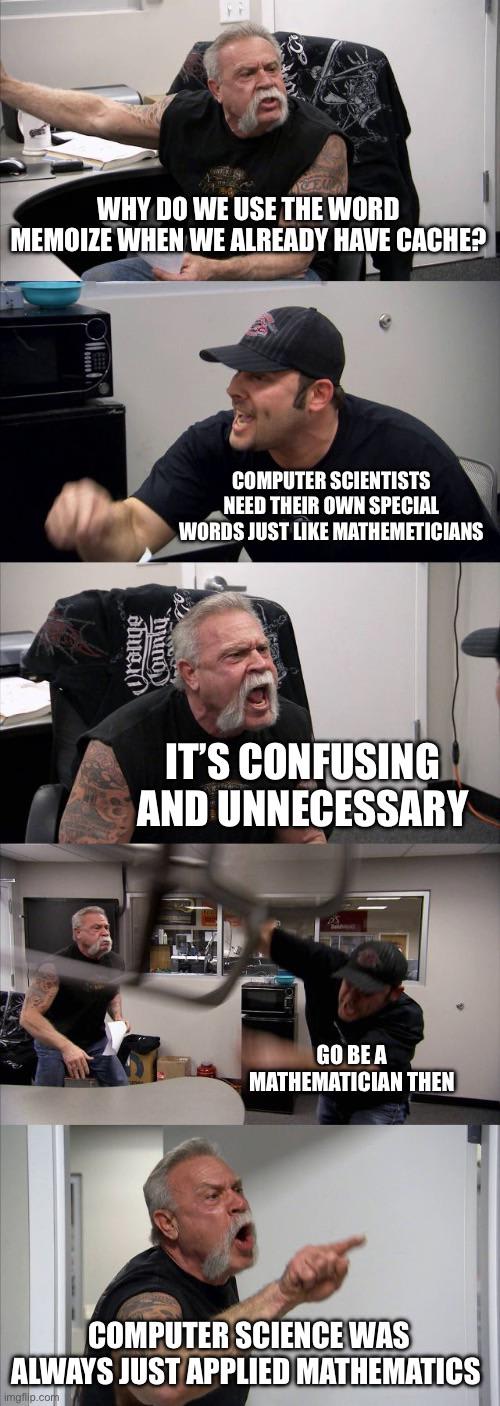 WHY DO WE USE THE WORD
MEMOIZE WHEN WE ALREADY HAVE CACHE?
COMPUTER SCIENTISTS
NEED THEIR OWN SPECIAL
WORDS JUST LIKE MATHEMETICIANS
Orange
County
IT'S CONFUSING
AND UNNECESSARY
GO BE A
MATHEMATICIAN THEN
COMPUTER SCIENCE WAS
ALWAYS JUST APPLIED MATHEMATICS
imgflip.com